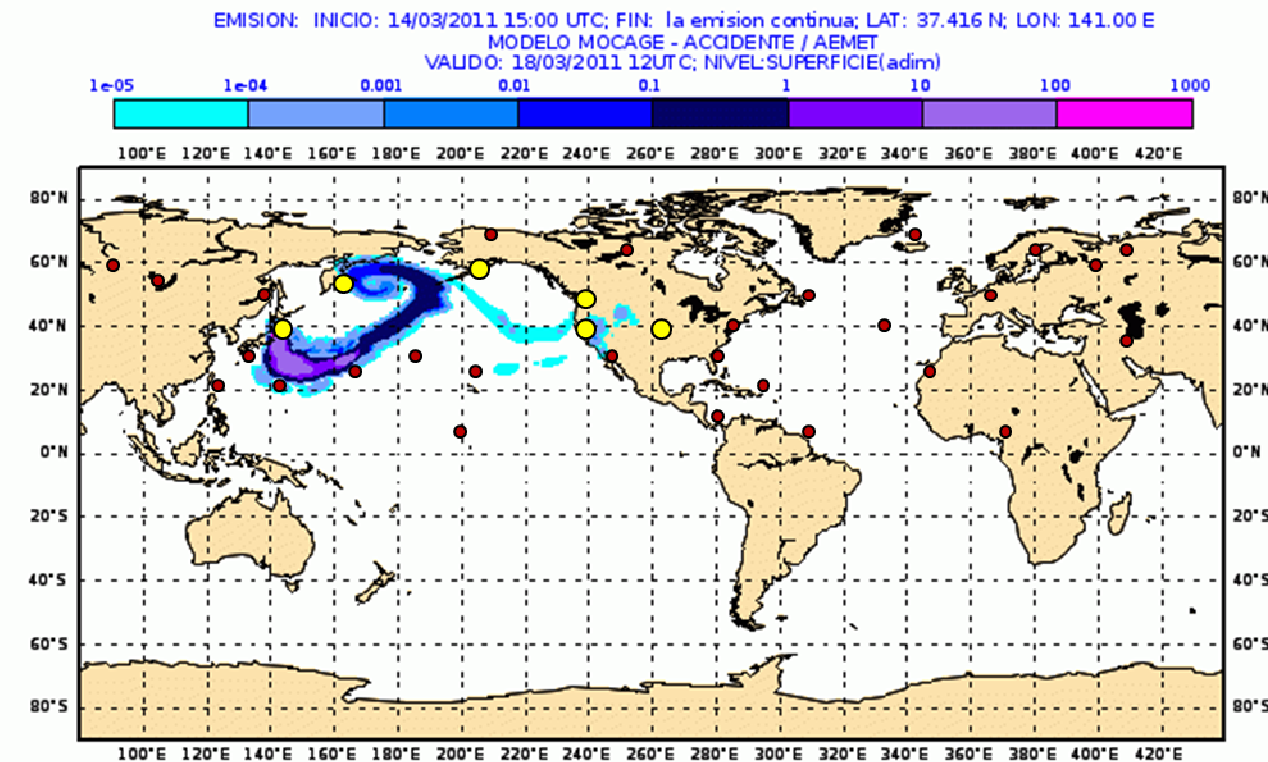 EMISION: INICIO: 14/03/2011 15:00 UTC; FIN: la emision continua; LAT: 37.416 N; LON: 141.00 E
MODELO MOCAGE - ACCIDENTE / AEMET
VALIDO: 18/03/2011 12UTC; NIVEL:SUPERFICIE(adim)
1e-05 1e-04 0.001 0.01 0.1 1 10 100 1000
100°E 120°E 140°E 160°E 180°E 200°E 220°E 240°E 260°E 280°E 300°E 320°E 340°E 360°E 380°E 400°E 420°E
80°N 80°N
60°N 60°N
40°N 40°N
20°N 20°N
0°N 0°N
20°S 20°S
40°S 40°S
60°S 60°S
80°S 80°S
100°E 120°E 140°E 160°E 180°E 200°E 220°E 240°E 260°E 280°E 300°E 320°E 340°E 360°E 380°E 400°E 420°E